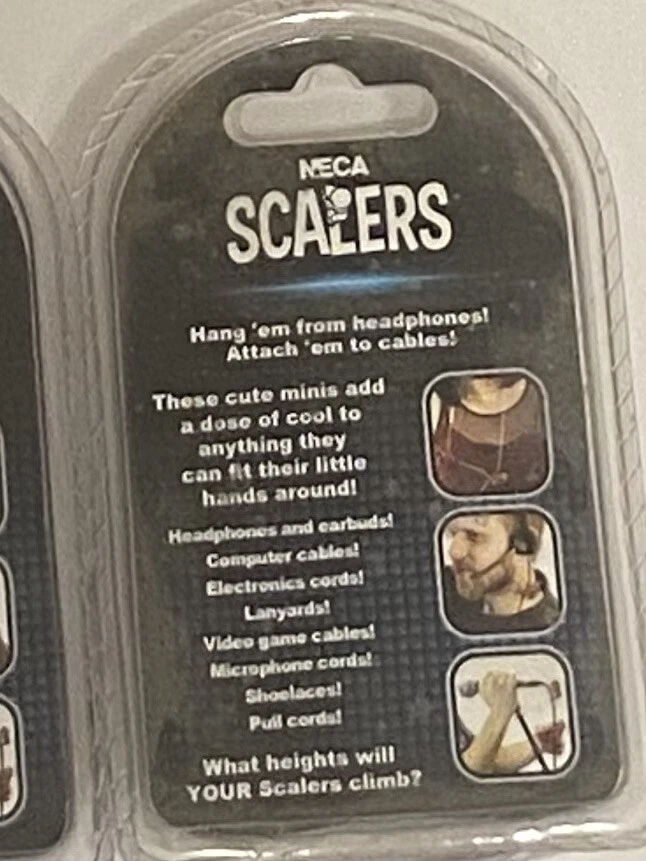 NECA
SCALERS
Hang 'em from headphones!
Attach 'em to cables!
These cute minis add
a dose of cool to
anything they
can fit their little
hands around!
Headphones and earbuds!
Computer cables!
Electronics cords!
Lanyards!
Video game cables!
Microphone cords!
Shoelaces!
Pull cords!
What heights will
YOUR Scalers climb?